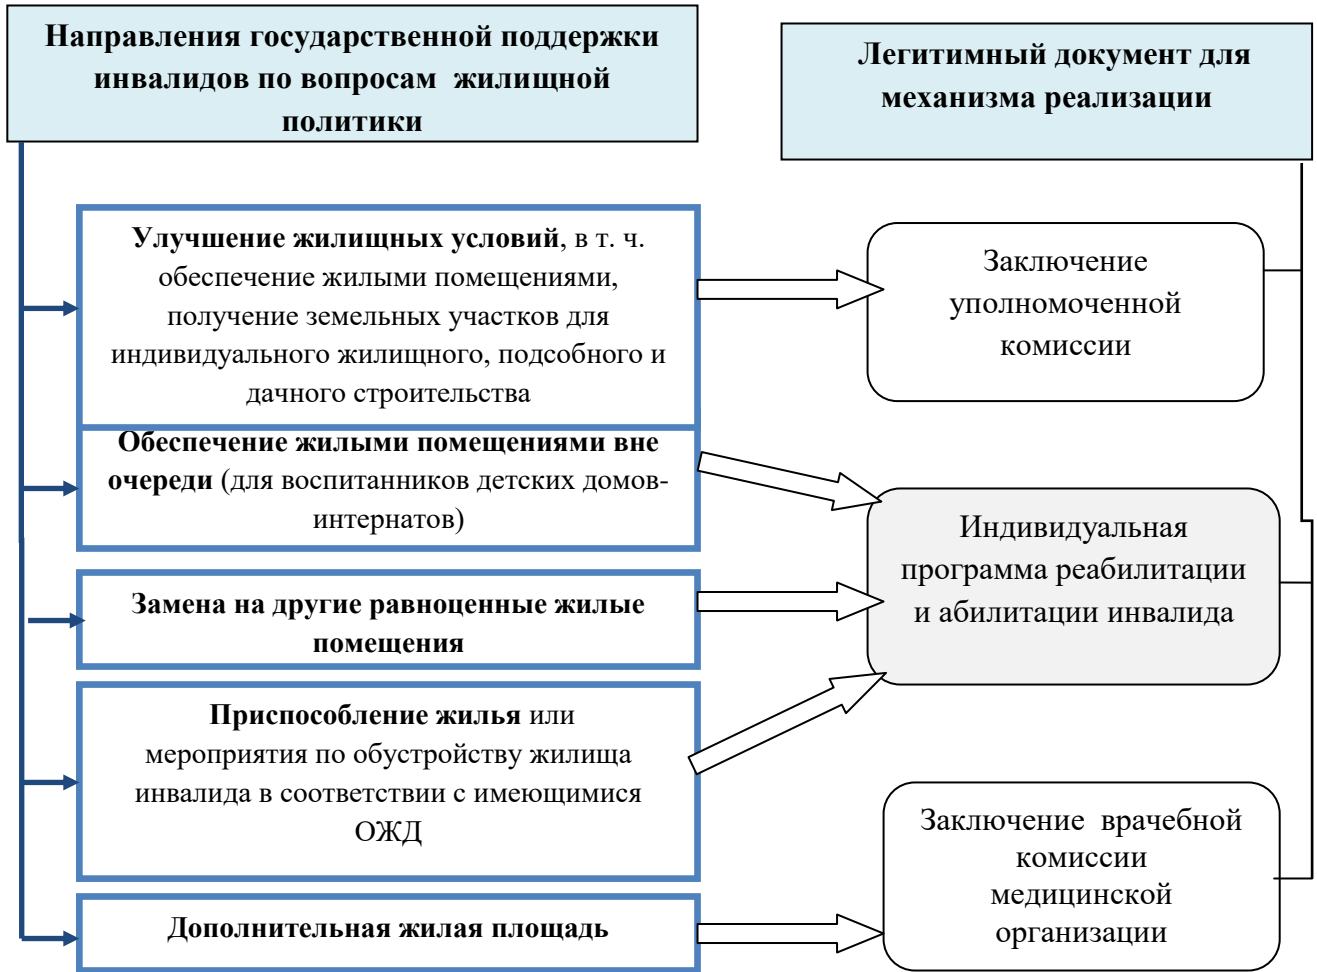 Направления государственной поддержки
инвалидов по вопросам жилищной
политики
Легитимный документ для
механизма реализации
Улучшение жилищных условий, в т. ч.
обеспечение жилыми помещениями,
получение земельных участков для
индивидуального жилищного, подсобного и
дачного строительства
Заключение
уполномоченной
комиссии
Обеспечение жилыми помещениями вне
очереди (для воспитанников детских домов-
интернатов)
Индивидуальная
программа реабилитации
и абилитации инвалида
Замена на другие равноценные жилые
помещения
Приспособление жилья или
мероприятия по обустройству жилища
инвалида в соответствии с имеющимися
ОЖД
Заключение врачебной
комиссии
медицинской
организации
Дополнительная жилая площадь